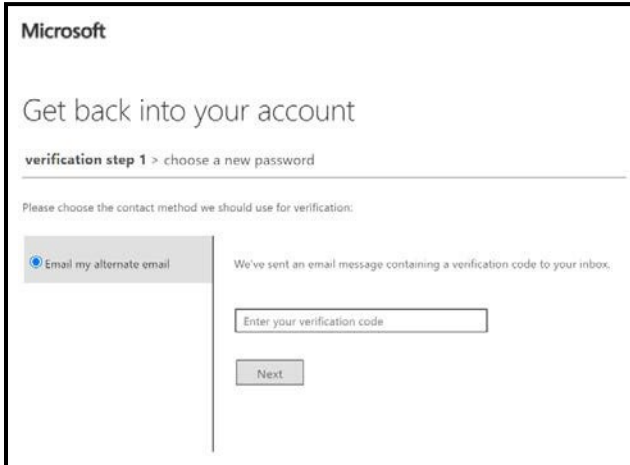 Microsoft
Get back into your account
verification step 1 > choose a new password
Please choose the contact method we should use for verification:
Email my alternate email
We've sent an email message containing a verification code to your inbox.
Enter your verification code
Next